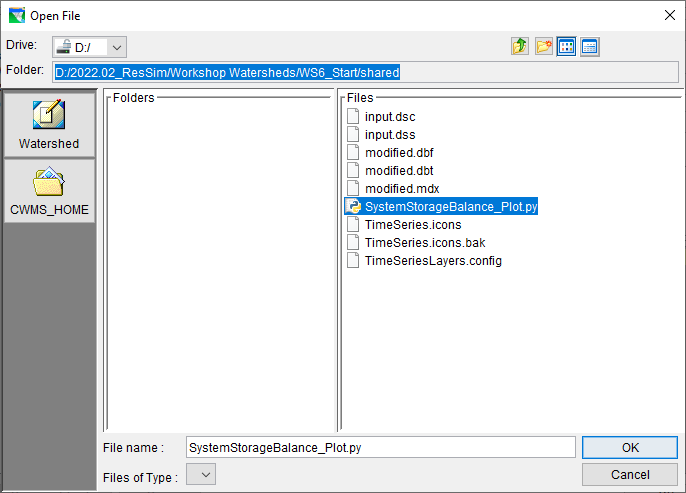 Open File
Drive:
D:/
Folder:
D:/2022.02_ResSim/Workshop Watersheds/WS6_Start/shared
Watershed
CWMS_HOME
Folders
Files
input.dsc
input.dss
modified.dbf
modified.dbt
modified.mdx
SystemStorageBalance_Plot.py
TimeSeries.icons
TimeSeries.icons.bak
TimeSeriesLayers.config
File name :
SystemStorageBalance_Plot.py
OK
Files of Type :
Cancel